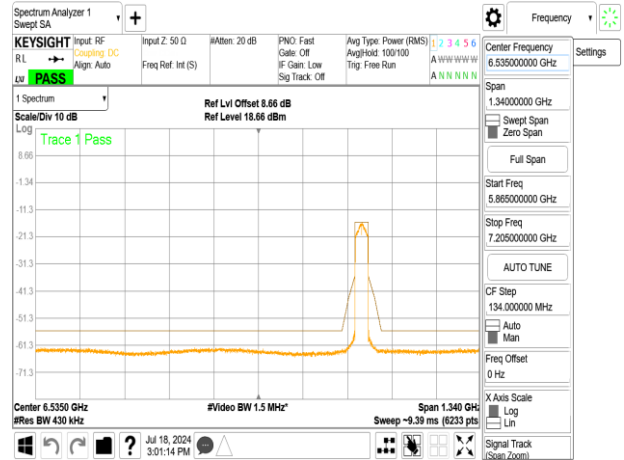 Spectrum Analyzer 1
Swept SA
Frequency
KEYSIGHT
RL
LW PASS
Input: RF
Coupling: DC
Align: Auto
Input Z: 50 Ω
Freq Ref: Int (S)
#Atten: 20 dB
PNO: Fast
Gate: Off
IF Gain: Low
Sig Track: Off
Avg Type: Power (RMS)
Avg|Hold: 100/100
Trig: Free Run
1 2 3 4 5 6
A W W W W W
A N N N N N
Center Frequency
6.535000000 GHz
Settings
Span
1.34000000 GHz
Swept Span
Zero Span
Full Span
Start Freq
5.865000000 GHz
Stop Freq
7.205000000 GHz
AUTO TUNE
CF Step
134.000000 MHz
Auto
Man
Freq Offset
0 Hz
X Axis Scale
Log
Lin
Signal Track
(Span Zoom)
1 Spectrum
Scale/Div 10 dB
Ref Lvl Offset 8.66 dB
Ref Level 18.66 dBm
Log
Trace 1 Pass
8.66
-1.34
-11.3
-21.3
-31.3
-41.3
-51.3
-61.3
-71.3
Center 6.5350 GHz
#Res BW 430 kHz
#Video BW 1.5 MHz*
Span 1.340 GHz
Sweep ~9.39 ms (6233 pts
Jul 18, 2024
3:01:14 PM